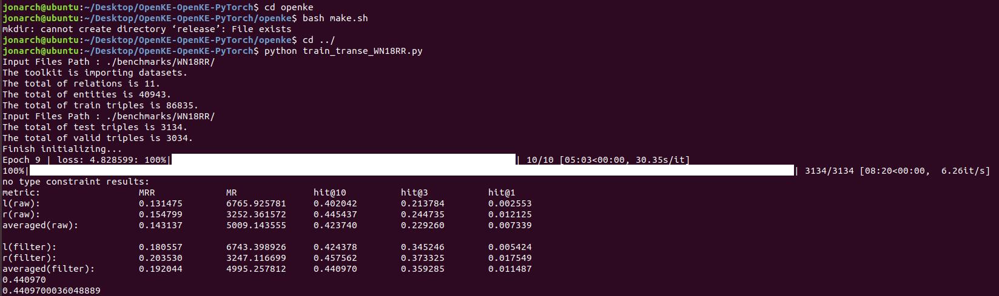 jonarch@ubuntu:~/Desktop/OpenKE-OpenKE-PyTorch$ cd openke
jonarch@ubuntu:~/Desktop/OpenKE-OpenKE-PyTorch/openke$ bash make.sh
mkdir: cannot create directory ‘release’: File exists
jonarch@ubuntu:~/Desktop/OpenKE-OpenKE-PyTorch/openke$ cd ../
jonarch@ubuntu:~/Desktop/OpenKE-OpenKE-PyTorch$ python train_transe_WN18RR.py
Input Files Path : ./benchmarks/WN18RR/
The toolkit is importing datasets.
The total of relations is 11.
The total of entities is 40943.
The total of train triples is 86835.
Input Files Path : ./benchmarks/WN18RR/
The total of test triples is 3134.
The total of valid triples is 3034.
Finish initializing...
Epoch 9 | loss: 4.828599: 100%| | 10/10 [05:03<00:00, 30.35s/it]
100%| | 3134/3134 [08:20<00:00,  6.26it/s]
no type constraint results:
metric: MRR MR hit@10 hit@3 hit@1
l(raw): 0.131475 6765.925781 0.402042 0.213784 0.002553
r(raw): 0.154799 3252.361572 0.445437 0.244735 0.012125
averaged(raw): 0.143137 5009.143555 0.423740 0.229260 0.007339
l(filter): 0.180557 6743.398926 0.424378 0.345246 0.005424
r(filter): 0.203530 3247.116699 0.457562 0.373325 0.017549
averaged(filter): 0.192044 4995.257812 0.440970 0.359285 0.011487
0.440970
0.4409700036048889